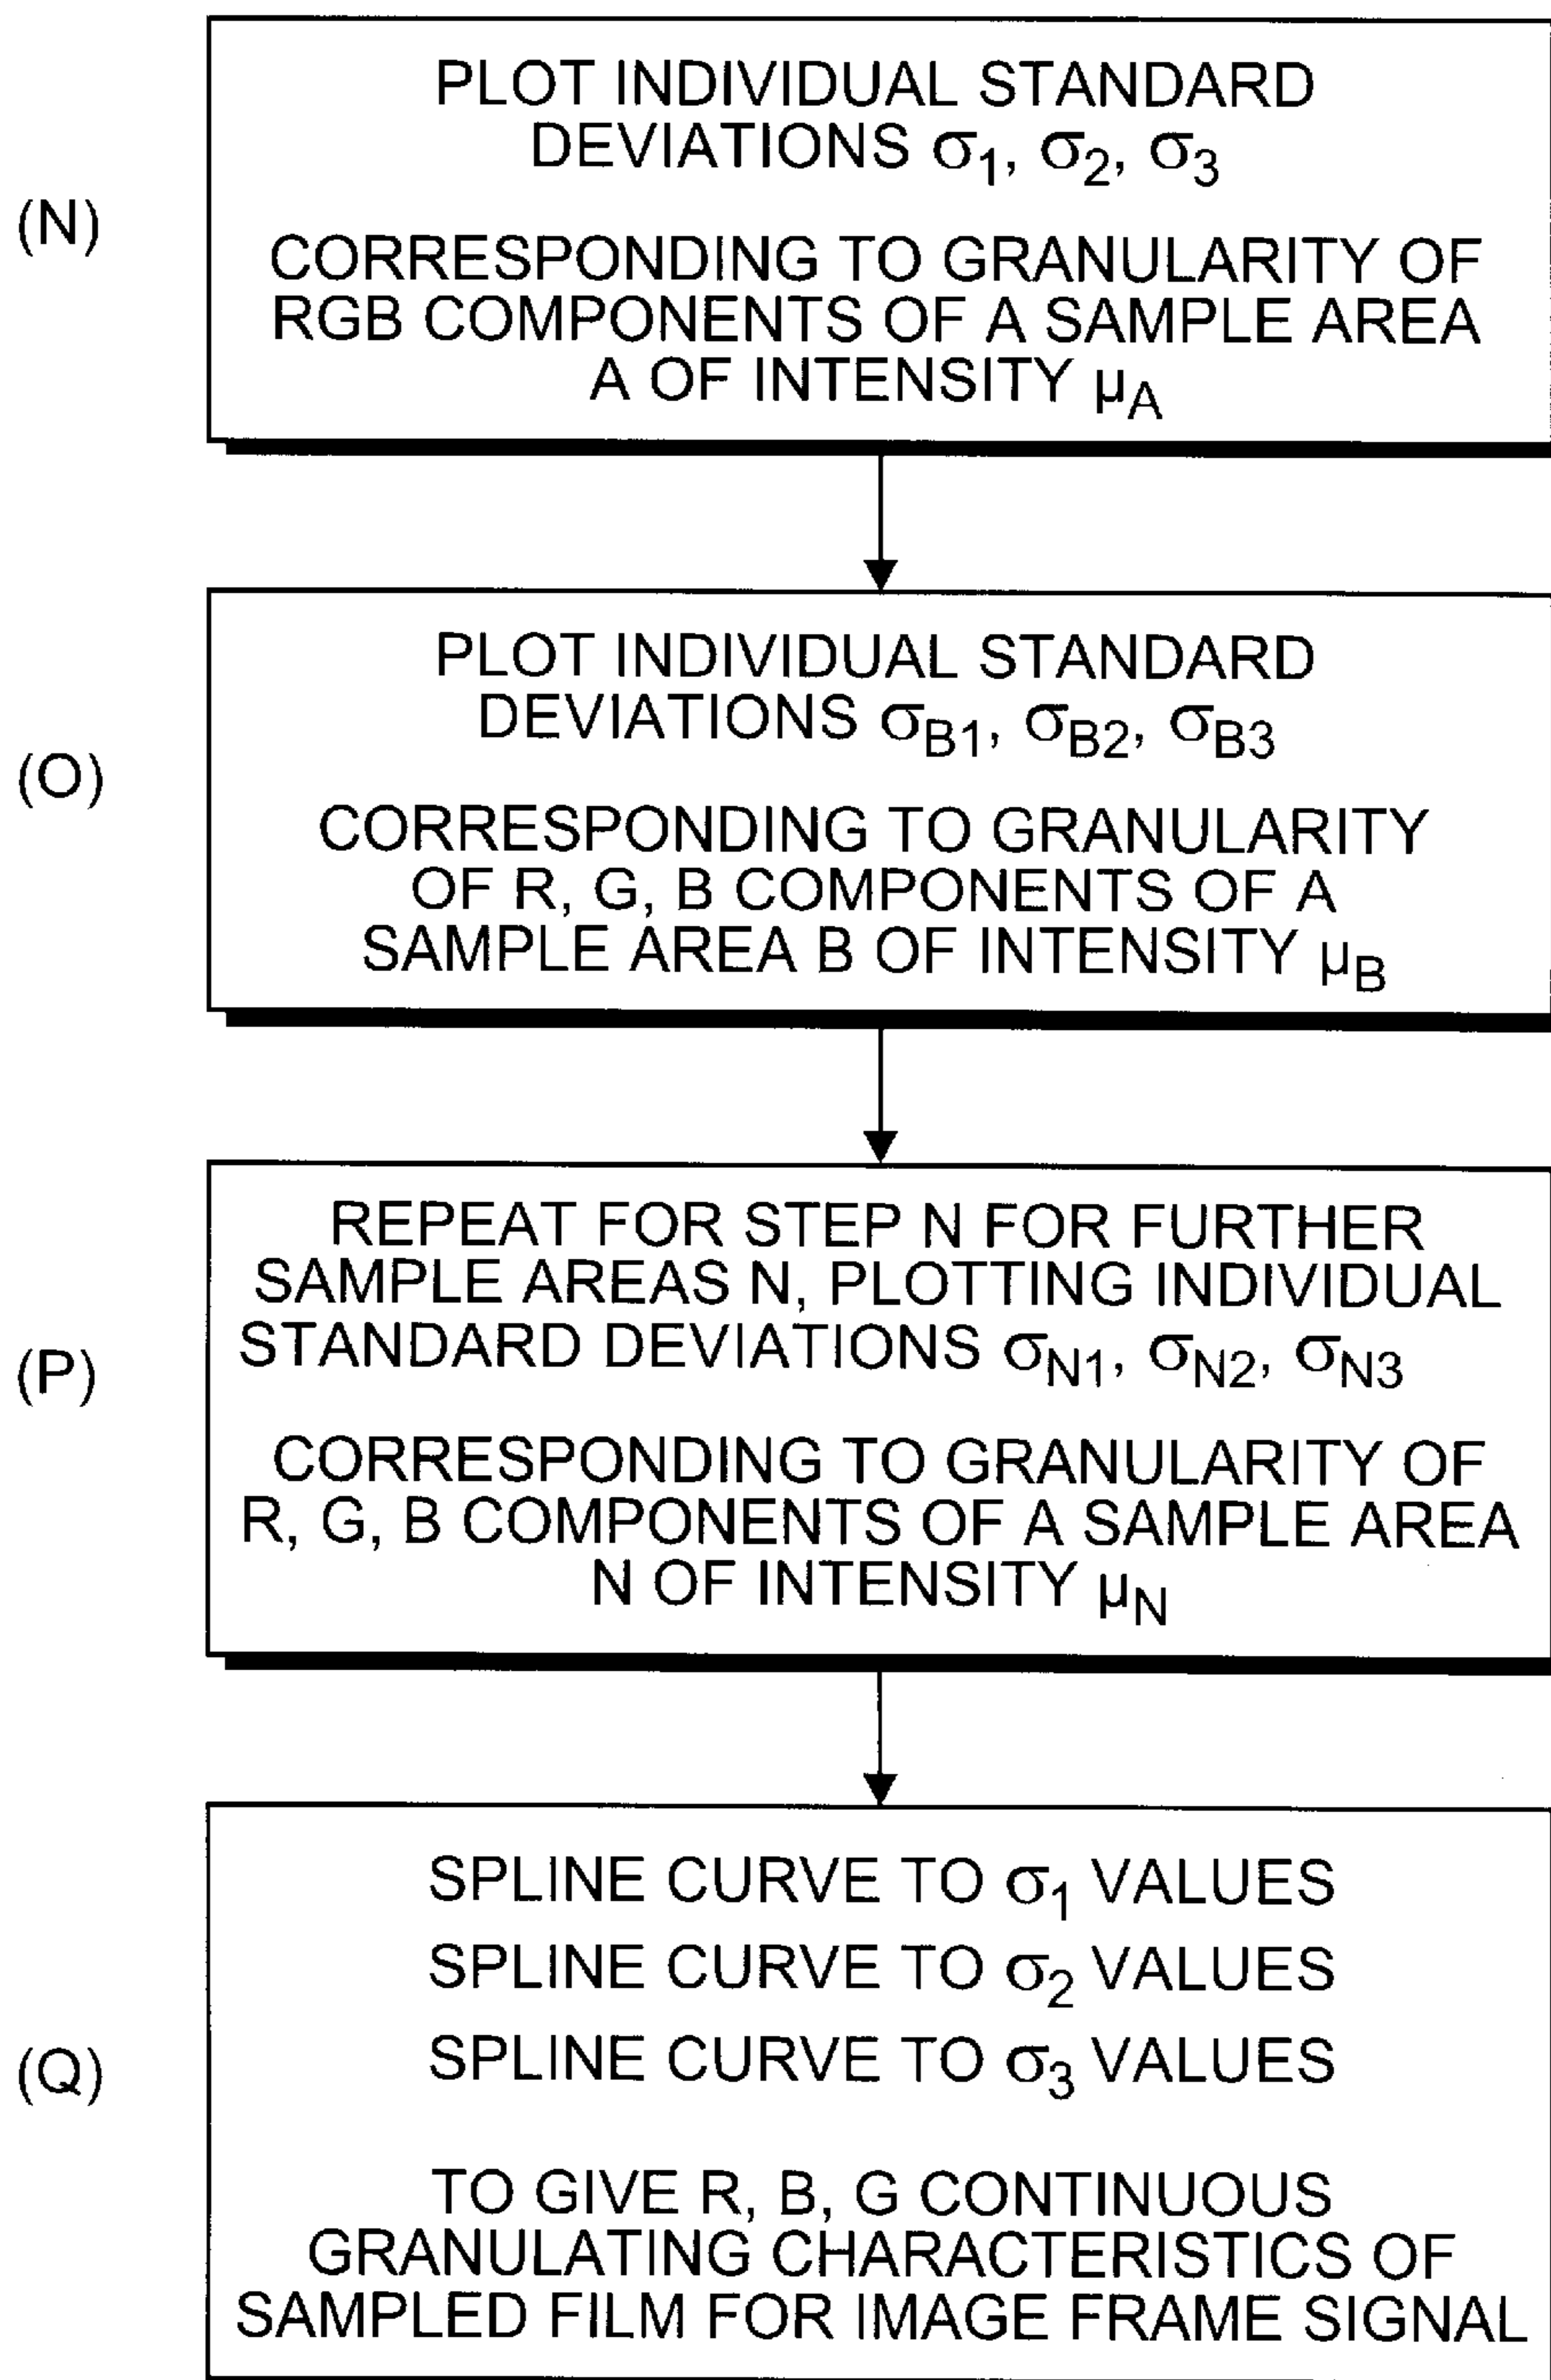 (N)
PLOT INDIVIDUAL STANDARD
DEVIATIONS σ1, σ2, σ3
CORRESPONDING TO GRANULARITY OF
RGB COMPONENTS OF A SAMPLE AREA
A OF INTENSITY μA
(O)
PLOT INDIVIDUAL STANDARD
DEVIATIONS σB1, σB2, σB3
CORRESPONDING TO GRANULARITY
OF R, G, B COMPONENTS OF A
SAMPLE AREA B OF INTENSITY μB
(P)
REPEAT FOR STEP N FOR FURTHER
SAMPLE AREAS N, PLOTTING INDIVIDUAL
STANDARD DEVIATIONS σN1, σN2, σN3
CORRESPONDING TO GRANULARITY OF
R, G, B COMPONENTS OF A SAMPLE AREA
N OF INTENSITY μN
(Q)
SPLINE CURVE TO σ1 VALUES
SPLINE CURVE TO σ2 VALUES
SPLINE CURVE TO σ3 VALUES
TO GIVE R, B, G CONTINUOUS
GRANULATING CHARACTERISTICS OF
SAMPLED FILM FOR IMAGE FRAME SIGNAL